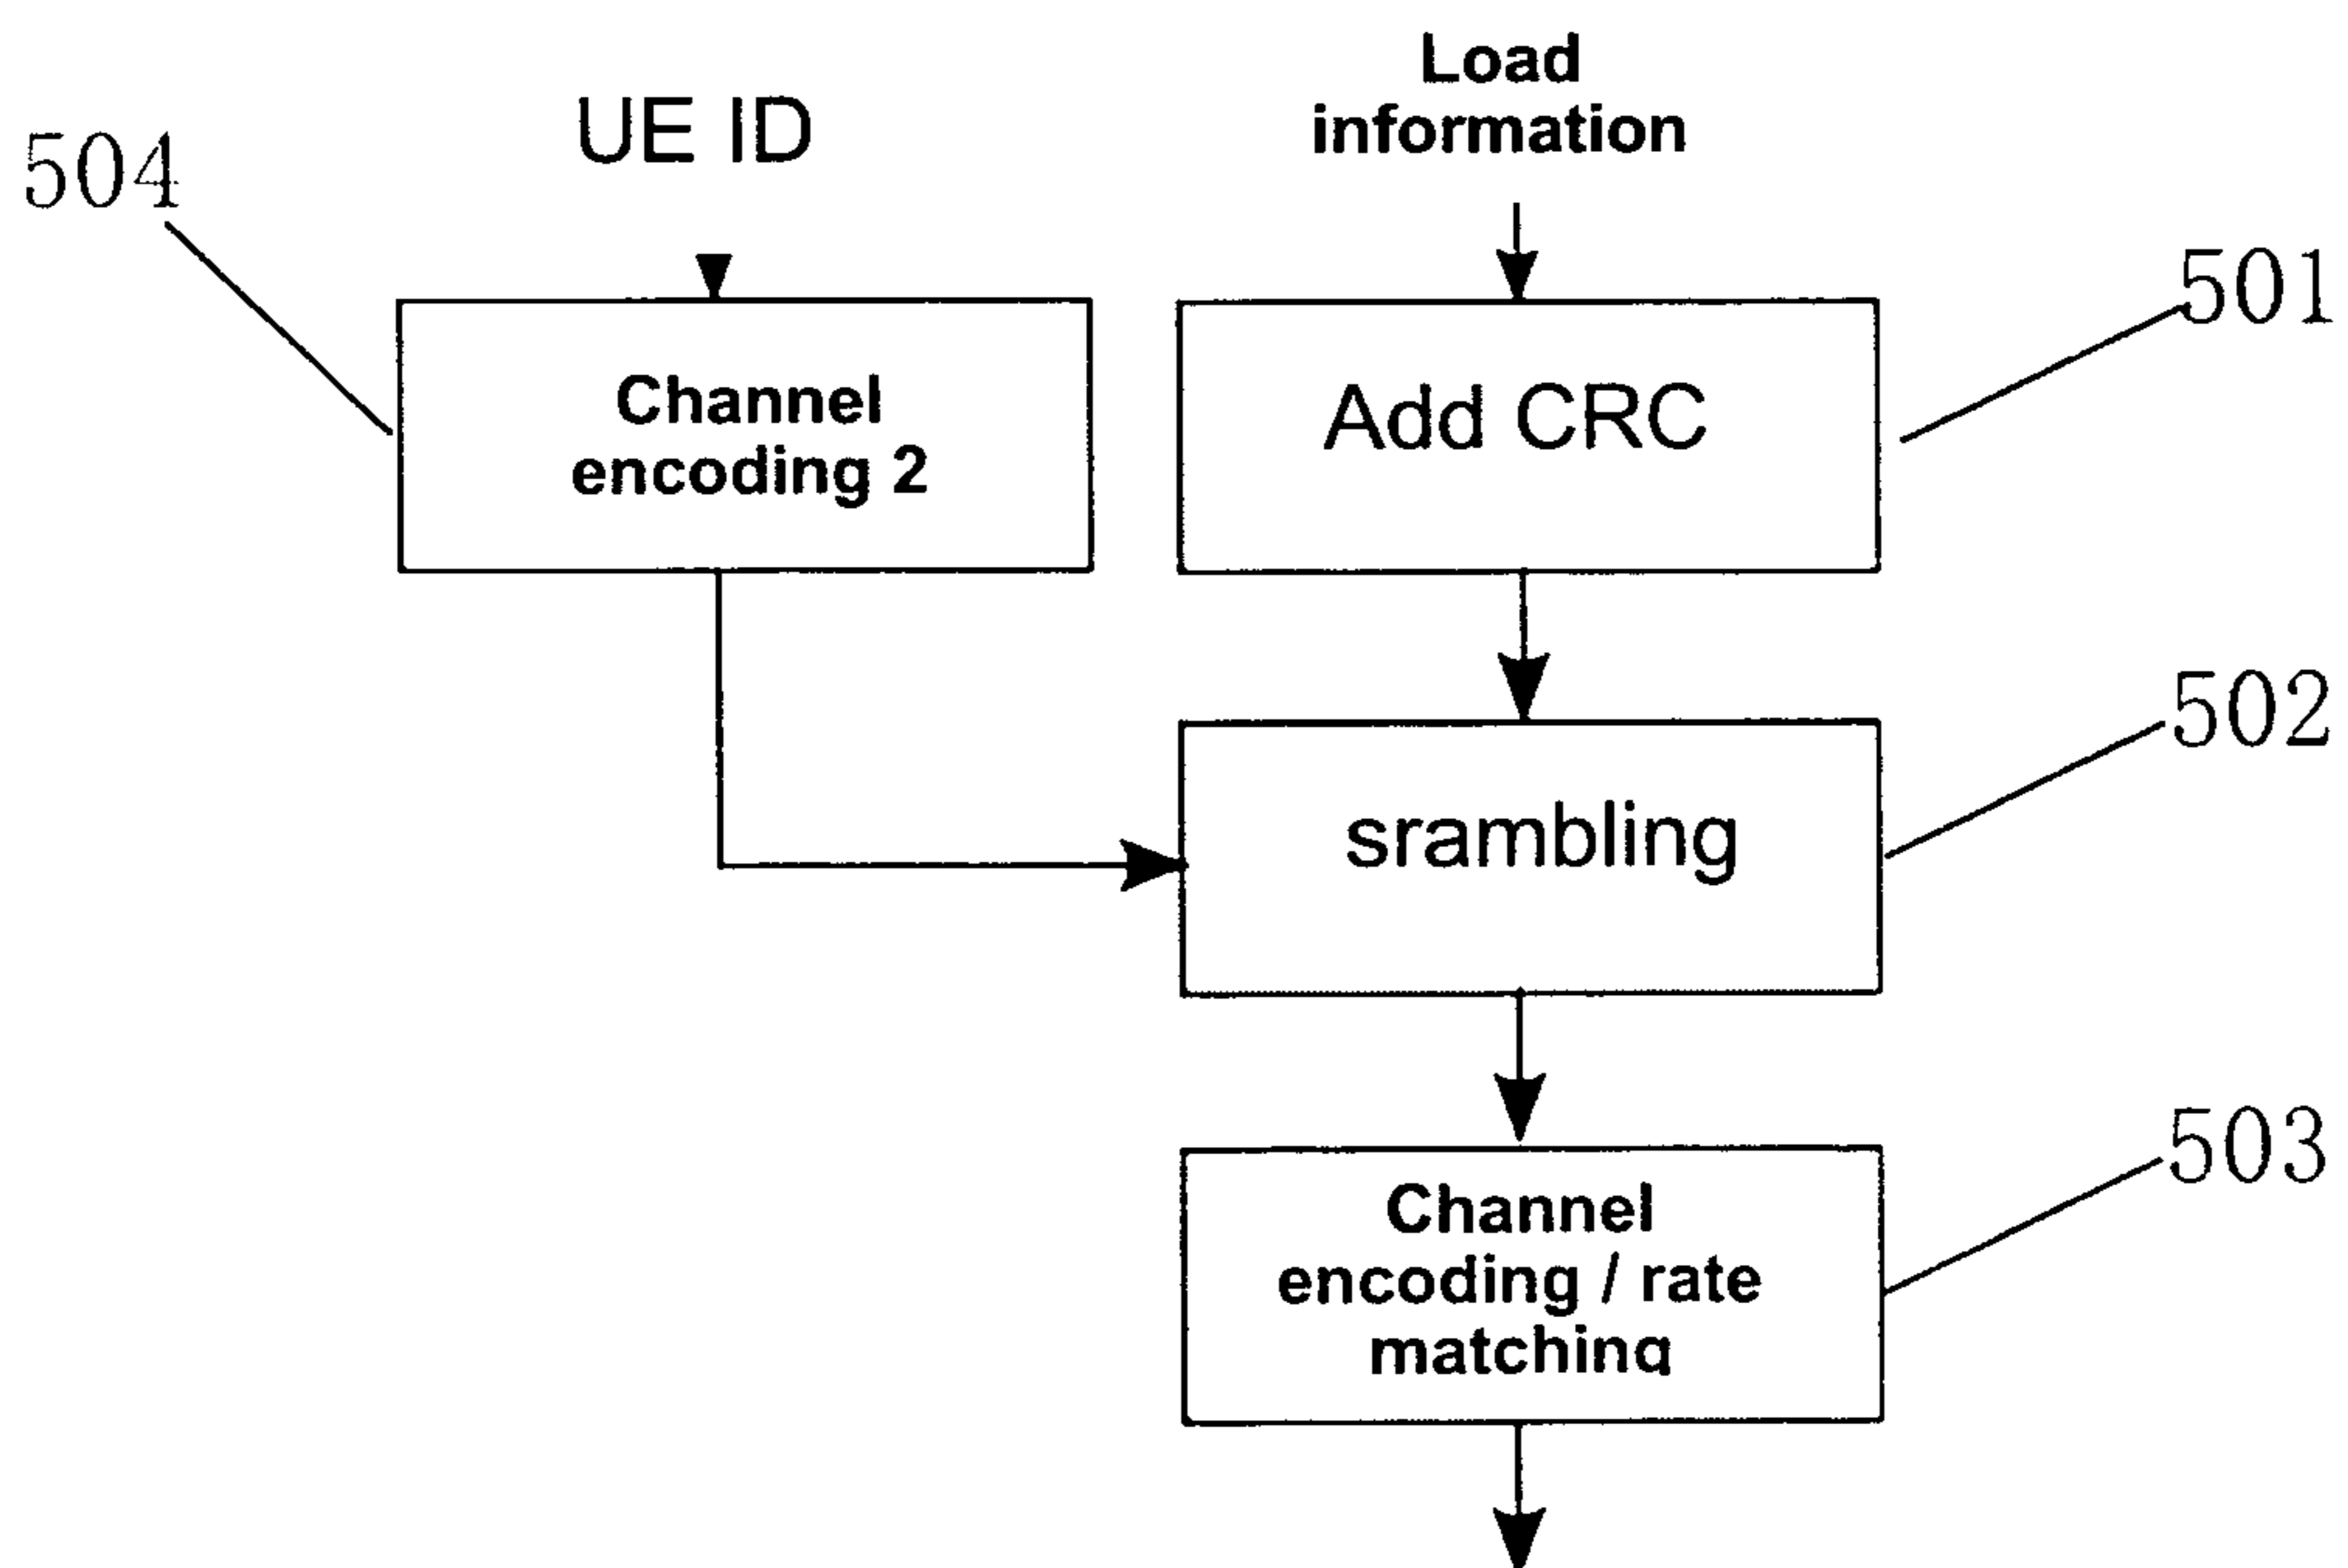 Load
information
UE ID
504
501
Channel
encoding 2
Add CRC
502
srambling
503
Channel
encoding / rate
matching